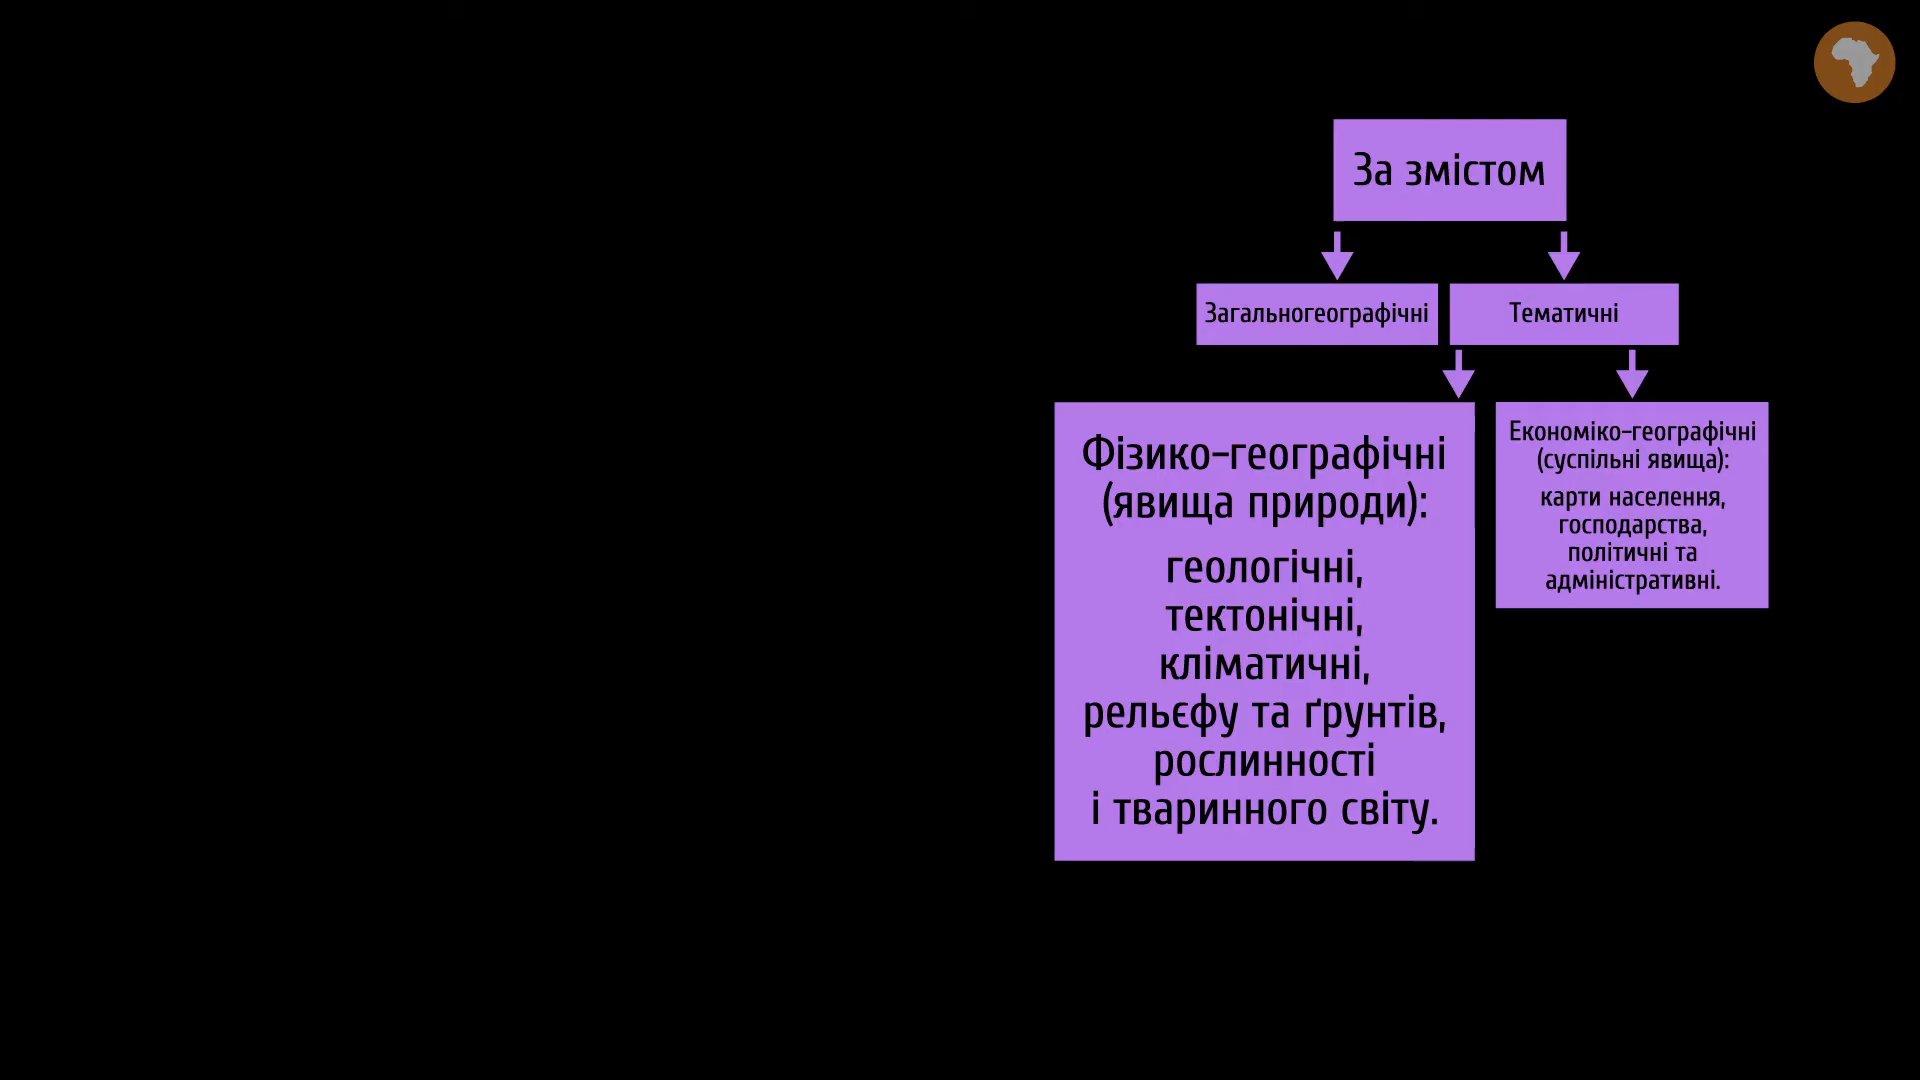 За змістом
Загальногеографічні
Тематичні
Фізико-географічні
(явища природи):
геологічні,
тектонічні,
кліматичні,
рельєфу та ґрунтів,
рослинності
і тваринного світу.
Економіко-географічні
(суспільні явища):
карти населення,
господарства,
політичні та
адміністративні.